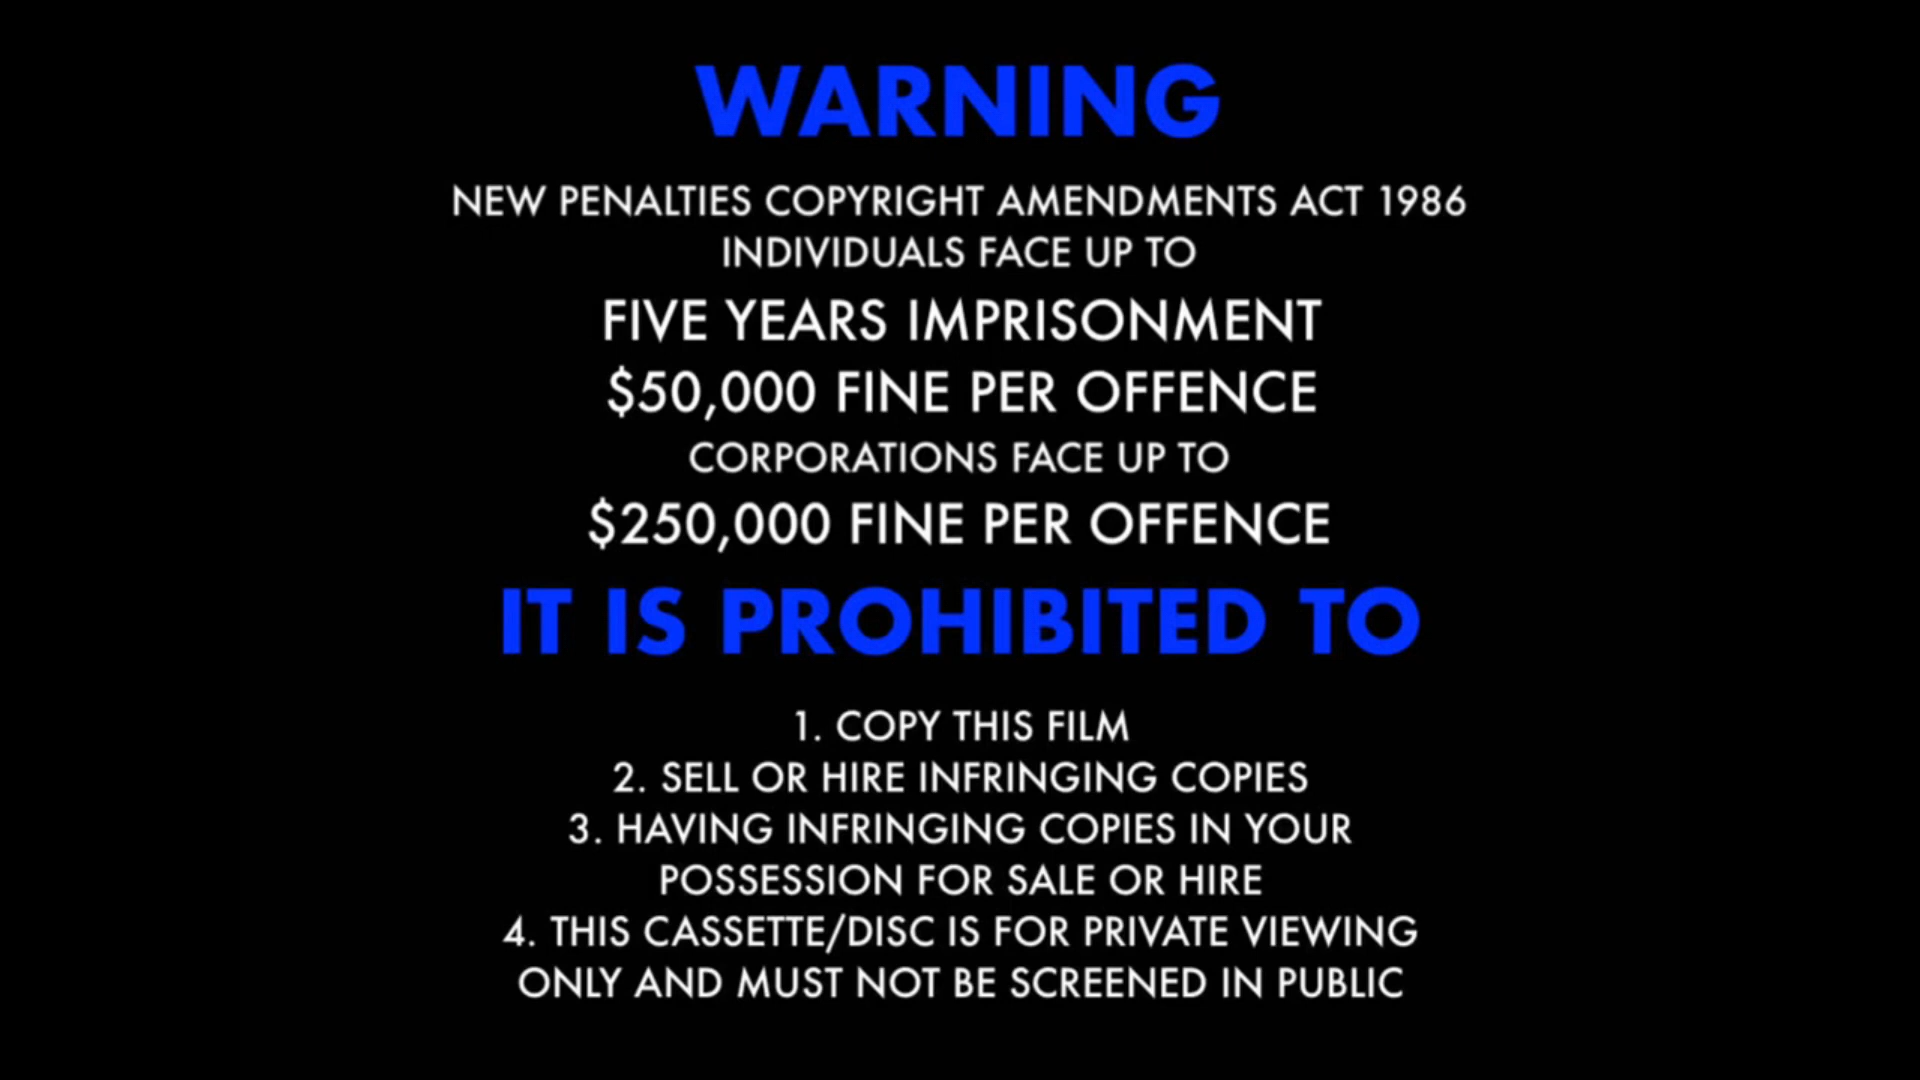 WARNING
NEW PENALTIES COPYRIGHT AMENDMENTS ACT 1986
INDIVIDUALS FACE UP TO
FIVE YEARS IMPRISONMENT
$50,000 FINE PER OFFENCE
CORPORATIONS FACE UP TO
$250,000 FINE PER OFFENCE
IT IS PROHIBITED TO
1. COPY THIS FILM
2. SELL OR HIRE INFRINGING COPIES
3. HAVING INFRINGING COPIES IN YOUR
POSSESSION FOR SALE OR HIRE
4. THIS CASSETTE/DISC IS FOR PRIVATE VIEWING
ONLY AND MUST NOT BE SCREENED IN PUBLIC